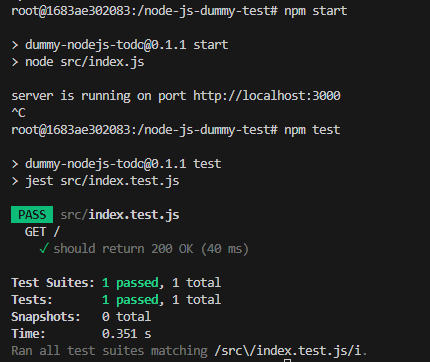 root@1683ae302083:/node-js-dummy-test# npm start
> dummy-nodejs-todo@0.1.1 start
> node src/index.js
server is running on port http://localhost:3000
^C
root@1683ae302083:/node-js-dummy-test# npm test
> dummy-nodejs-todo@0.1.1 test
> jest src/index.test.js
PASS src/index.test.js
GET /
✓ should return 200 OK (40 ms)
Test Suites: 1 passed, 1 total
Tests: 1 passed, 1 total
Snapshots: 0 total
Time: 0.351 s
Ran all test suites matching /src\/index.test.js/i.